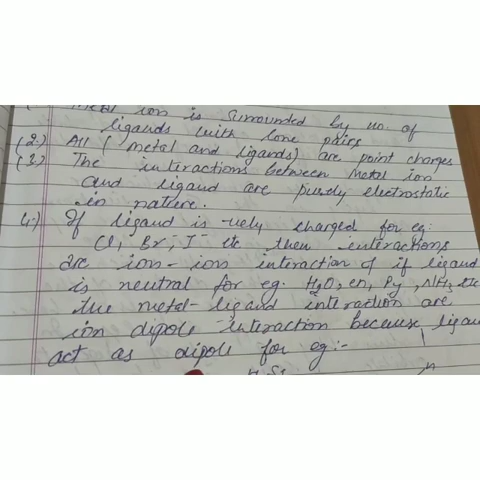 metal ion is surrounded by no. of
ligands with lone pairs
(2.) All (metal and ligands) are point charges
(3.) The interactions between metal ion
and ligand are purely electrostatic
in nature.
4.) If ligand is -vely charged for eg:
Cl⁻, Br⁻, I⁻ etc then interactions
are ion-ion interaction & if ligand
is neutral for eg. H₂O, en, Py, NH₃ etc
the metal-ligand interaction are
ion dipole interaction because ligand
act as dipole for eg:-